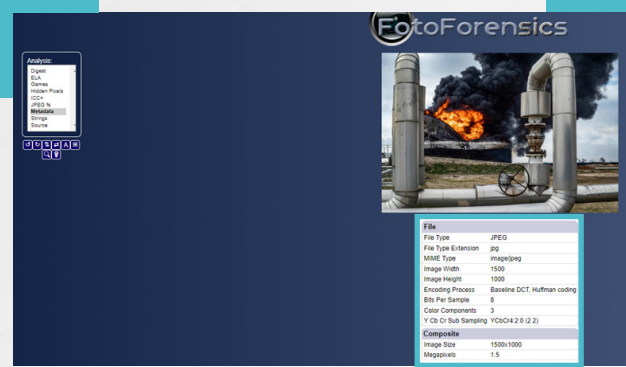 FotoForensics
Analysis:
Digest
ELA
Games
Hidden Pixels
ICC+
JPEG %
Metadata
Strings
Source
File
File Type JPEG
File Type Extension jpg
MIME Type image/jpeg
Image Width 1500
Image Height 1000
Encoding Process Baseline DCT, Huffman coding
Bits Per Sample 8
Color Components 3
Y Cb Cr Sub Sampling YCbCr4:2:0 (2 2)
Composite
Image Size 1500x1000
Megapixels 1.5